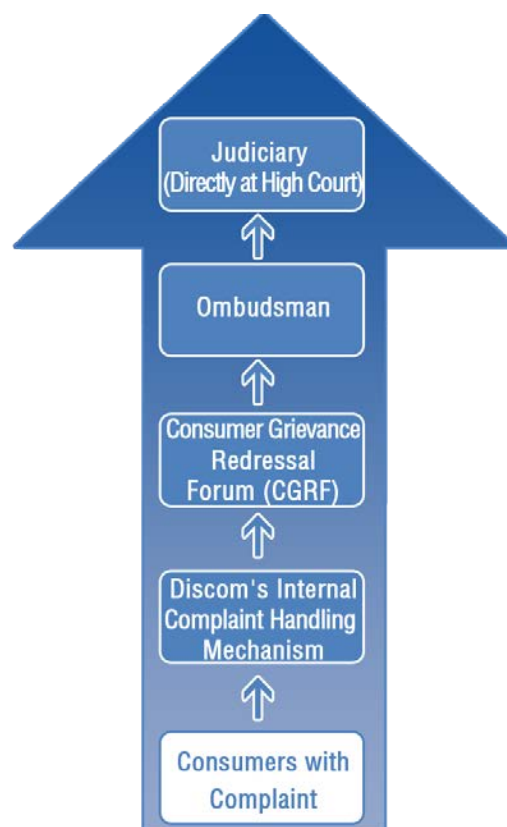 Judiciary
(Directly at High Court)
Ombudsman
Consumer Grievance
Redressal
Forum (CGRF)
Discom's Internal
Complaint Handling
Mechanism
Consumers with
Complaint